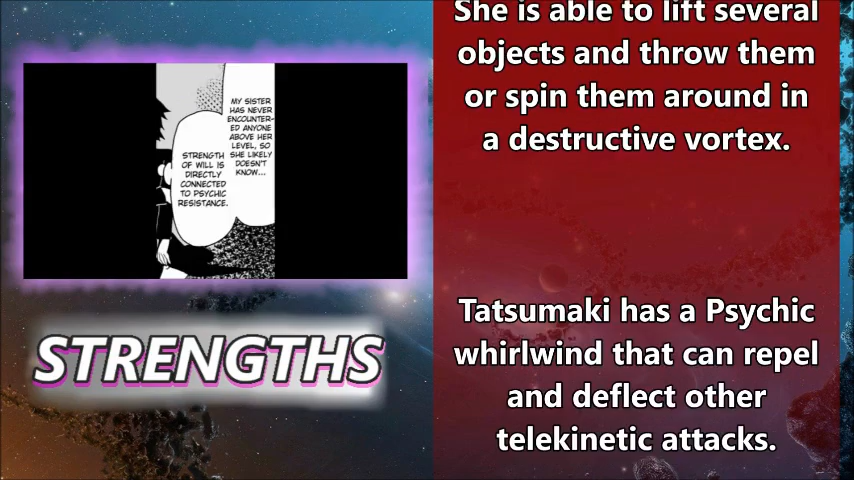 MY SISTER
HAS NEVER
ENCOUNTER-
ED ANYONE
ABOVE HER
LEVEL, SO
SHE LIKELY
DOESN'T
KNOW...
STRENGTH
OF WILL IS
DIRECTLY
CONNECTED
TO PSYCHIC
RESISTANCE.
STRENGTHS
She is able to lift several
objects and throw them
or spin them around in
a destructive vortex.
Tatsumaki has a Psychic
whirlwind that can repel
and deflect other
telekinetic attacks.